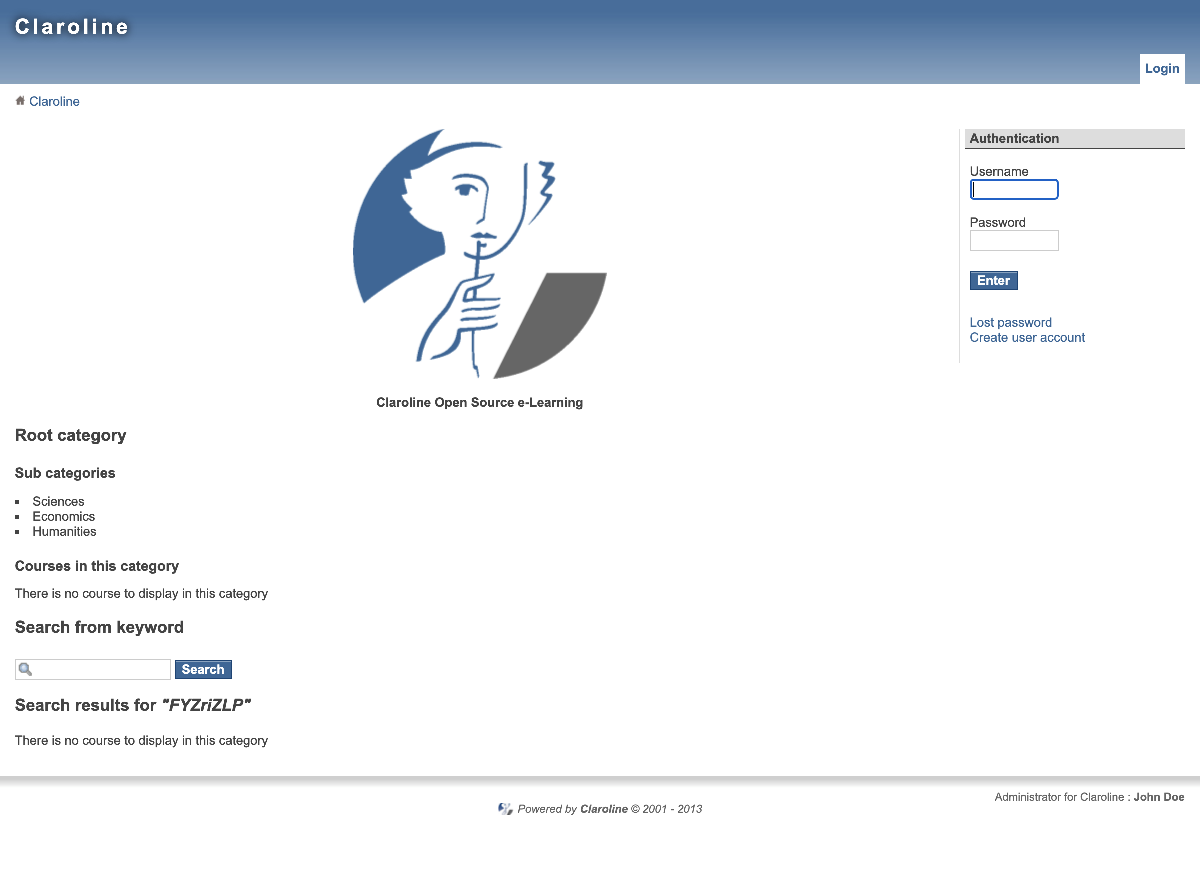 Claroline
Login
Claroline
Authentication
Username
Password
Enter
Lost password
Create user account
Claroline Open Source e-Learning
Root category
Sub categories
Sciences
Economics
Humanities
Courses in this category
There is no course to display in this category
Search from keyword
Search
Search results for "FYZriZLP"
There is no course to display in this category
Administrator for Claroline : John Doe
Powered by Claroline © 2001 - 2013